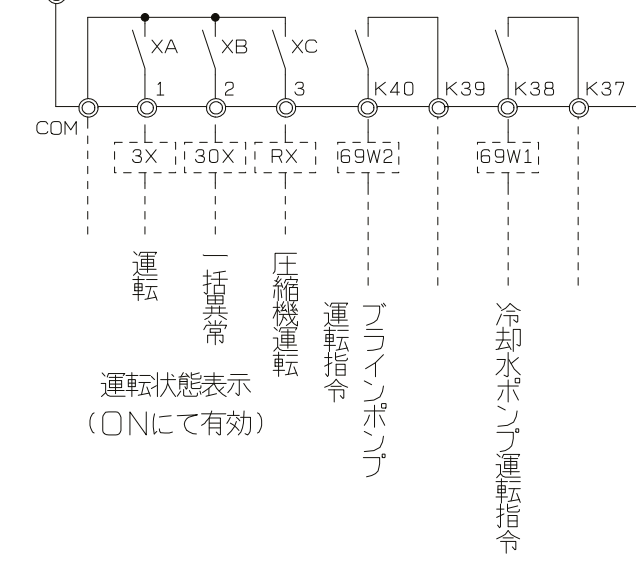 XA
XB
XC
COM
1
2
3
K40
K39
K38
K37
3X
30X
RX
69W2
69W1
運転
一括異常
圧縮機運転
ブラインポンプ
運転指令
冷却水ポンプ運転指令
運転状態表示
(ONにて有効)